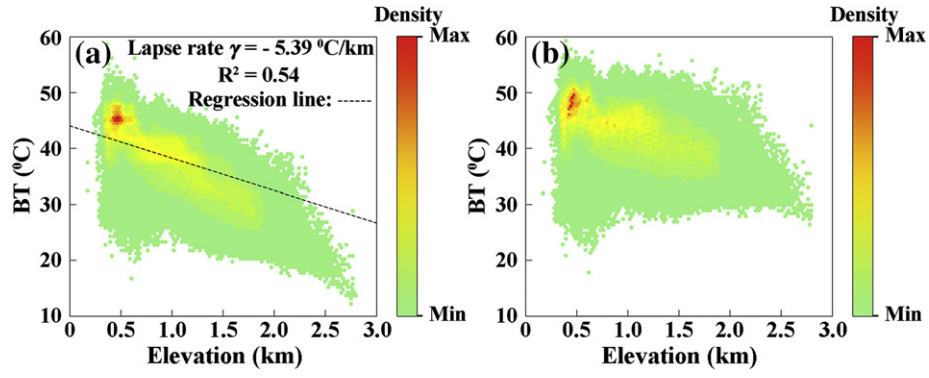 (a)
Lapse rate γ = - 5.39 ⁰C/km
R² = 0.54
Regression line: -----
BT (⁰C)
60
50
40
30
20
10
0
0.5
1.0
1.5
2.0
2.5
3.0
Elevation (km)
Density
Max
Min
(b)
BT (⁰C)
60
50
40
30
20
10
0
0.5
1.0
1.5
2.0
2.5
3.0
Elevation (km)
Density
Max
Min